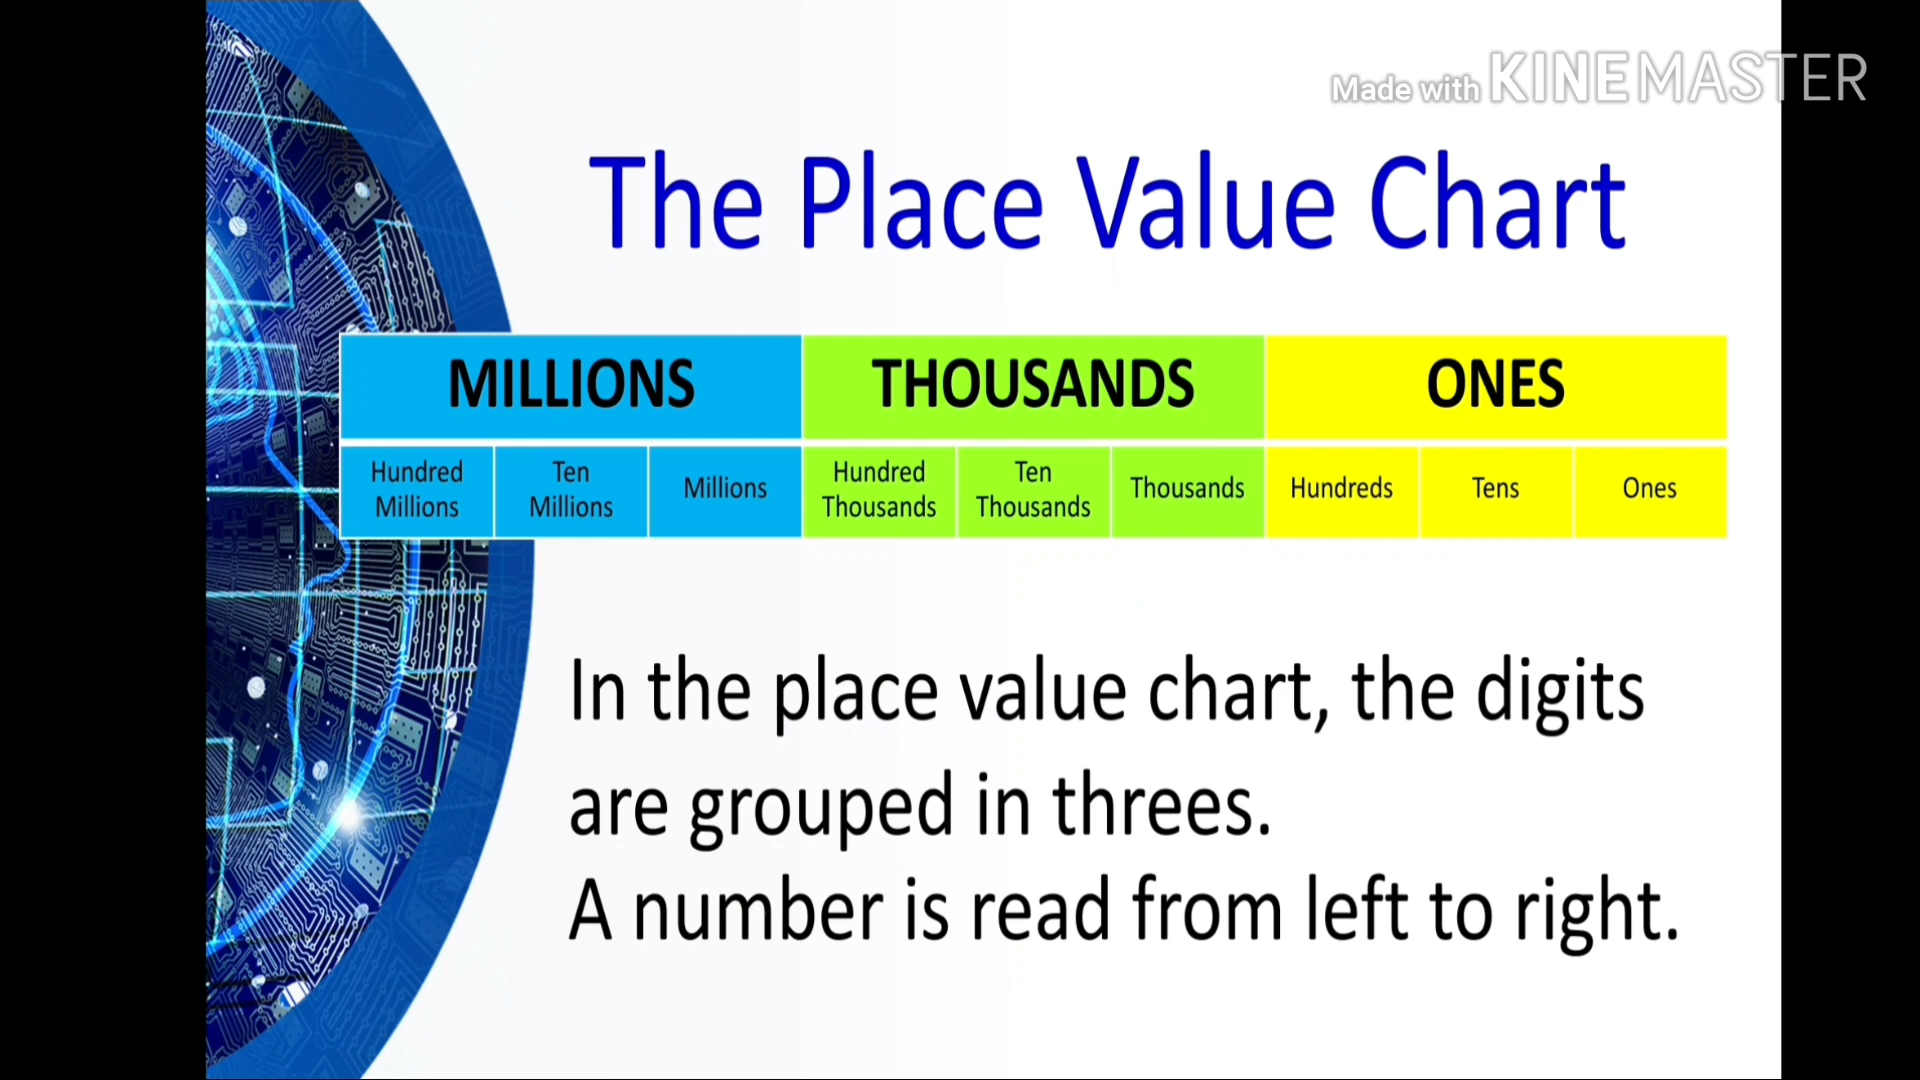 Made with KINEMASTER
The Place Value Chart
MILLIONS THOUSANDS ONES
Hundred Millions Ten Millions Millions Hundred Thousands Ten Thousands Thousands Hundreds Tens Ones
In the place value chart, the digits
are grouped in threes.
A number is read from left to right.